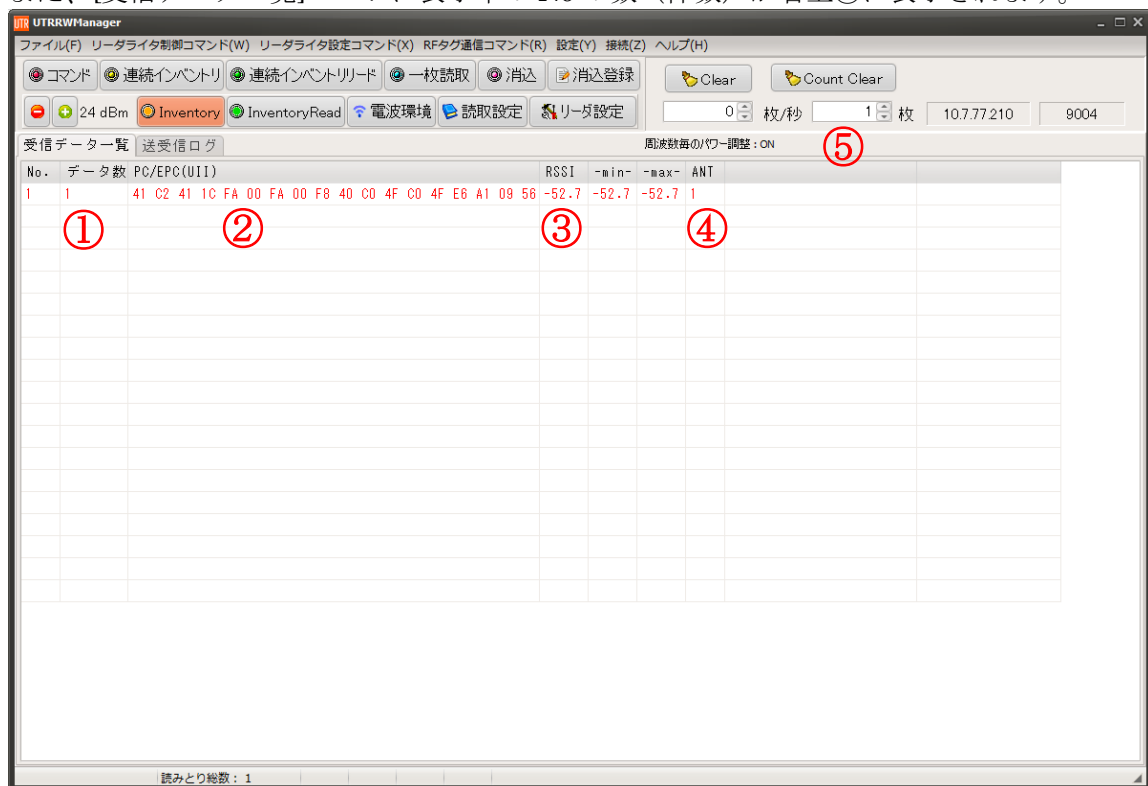 UTR UTRRWManager
ファイル(F) リーダライタ制御コマンド(W) リーダライタ設定コマンド(X) RFタグ通信コマンド(R) 設定(Y) 接続(Z) ヘルプ(H)
コマンド 連続インベントリ 連続インベントリリード 一枚読取 消込 消込登録 Clear Count Clear
24 dBm Inventory InventoryRead 電波環境 読取設定 リーダ設定 0 枚/秒 1 枚 10.7.77.210 9004
受信データ一覧 送受信ログ 周波数毎のパワー調整：ON ⑤
No. データ数 PC/EPC(UII) RSSI -min- -max- ANT
1 1 41 C2 41 1C FA 00 FA 00 F8 40 C0 4F C0 4F E6 A1 09 56 -52.7 -52.7 -52.7 1
① ② ③ ④
読みとり総数： 1